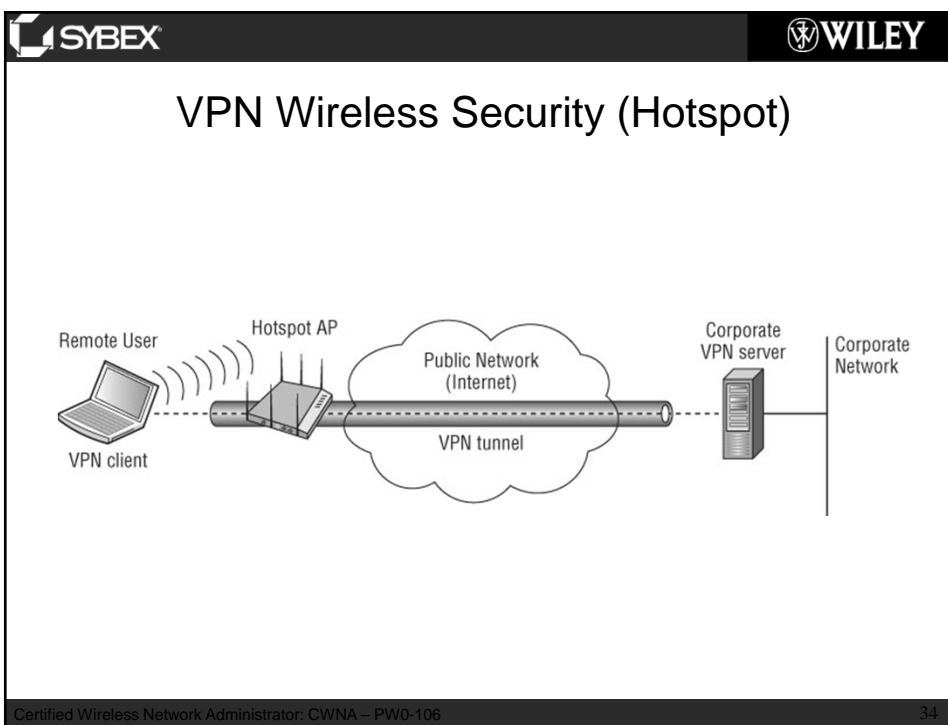 SYBEX
WILEY
VPN Wireless Security (Hotspot)
Remote User
Hotspot AP
Public Network
(Internet)
Corporate
VPN server
Corporate
Network
VPN tunnel
VPN client
Certified Wireless Network Administrator: CWNA – PW0-106
34